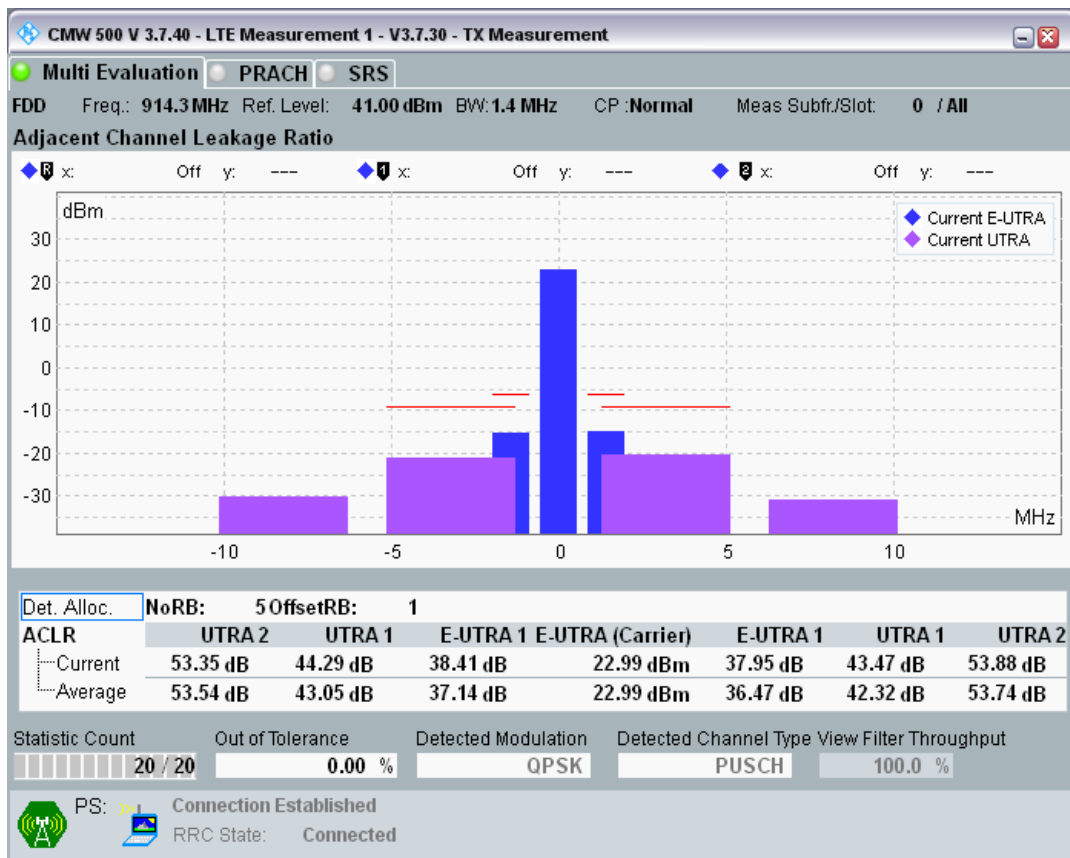 CMW 500 V 3.7.40 - LTE Measurement 1 - V3.7.30 - TX Measurement
Multi Evaluation PRACH SRS
FDD Freq.: 914.3 MHz Ref. Level: 41.00 dBm BW: 1.4 MHz CP :Normal Meas Subfr./Slot: 0 / All
Adjacent Channel Leakage Ratio
R x: Off y: --- 1 x: Off y: --- 2 x: Off y: ---
dBm
Current E-UTRA
Current UTRA
30
20
10
0
-10
-20
-30
MHz
-10 -5 0 5 10
Det. Alloc. NoRB: 5 OffsetRB: 1
ACLR UTRA 2 UTRA 1 E-UTRA 1 E-UTRA (Carrier) E-UTRA 1 UTRA 1 UTRA 2
Current 53.35 dB 44.29 dB 38.41 dB 22.99 dBm 37.95 dB 43.47 dB 53.88 dB
Average 53.54 dB 43.05 dB 37.14 dB 22.99 dBm 36.47 dB 42.32 dB 53.74 dB
Statistic Count Out of Tolerance Detected Modulation Detected Channel Type View Filter Throughput
20 / 20 0.00 % QPSK PUSCH 100.0 %
PS: Connection Established
RRC State: Connected